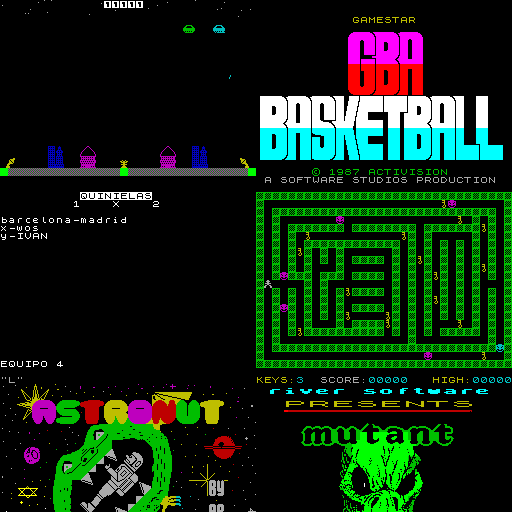 GAMESTAR
GBA
BASKETBALL
© 1987 ACTIVISION
A SOFTWARE STUDIOS PRODUCTION
QUINIELAS
1 X 2
barcelona-madrid
x-wos
y-IVAN
EQUIPO 4
"L"
KEYS:3 SCORE:00000 HIGH:00000
ASTRONUT
BY
river software
PRESENTS
mutant